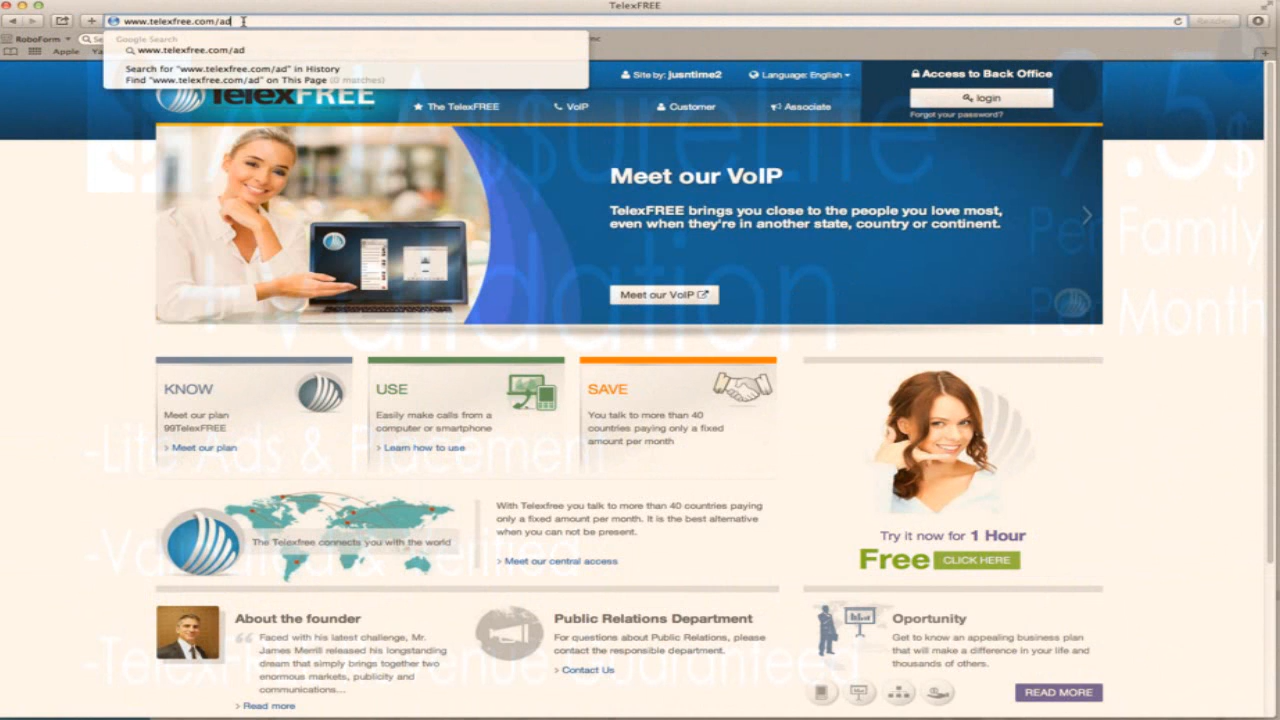 TelexFREE
www.telexfree.com/ad
Reader
RoboForm
Google Search
www.telexfree.com/ad
Search for "www.telexfree.com/ad" in History
Find "www.telexfree.com/ad" on This Page (0 matches)
Apple
TelexFREE
Site by: jusntime2
Language: English
Access to Back Office
login
Forgot your password?
The TelexFREE
VoIP
Customer
Associate
Meet our VoIP
TelexFREE brings you close to the people you love most,
even when they're in another state, country or continent.
Meet our VoIP
9.5$
Per Family
Per Month
+Validation
KNOW
Meet our plan
99TelexFREE
> Meet our plan
USE
Easily make calls from a
computer or smartphone
> Learn how to use
SAVE
You talk to more than 40
countries paying only a fixed
amount per month
-Life Ads & Placement
The Telexfree connects you with the world
With Telexfree you talk to more than 40 countries paying
only a fixed amount per month. It is the best alternative
when you can not be present.
> Meet our central access
Try it now for 1 Hour
Free CLICK HERE
About the founder
Faced with his latest challenge, Mr.
James Merrill released his longstanding
dream that simply brings together two
enormous markets, publicity and
communications...
> Read more
Public Relations Department
For questions about Public Relations, please
contact the responsible department.
> Contact Us
Oportunity
Get to know an appealing business plan
that will make a difference in your life and
thousands of others.
READ MORE